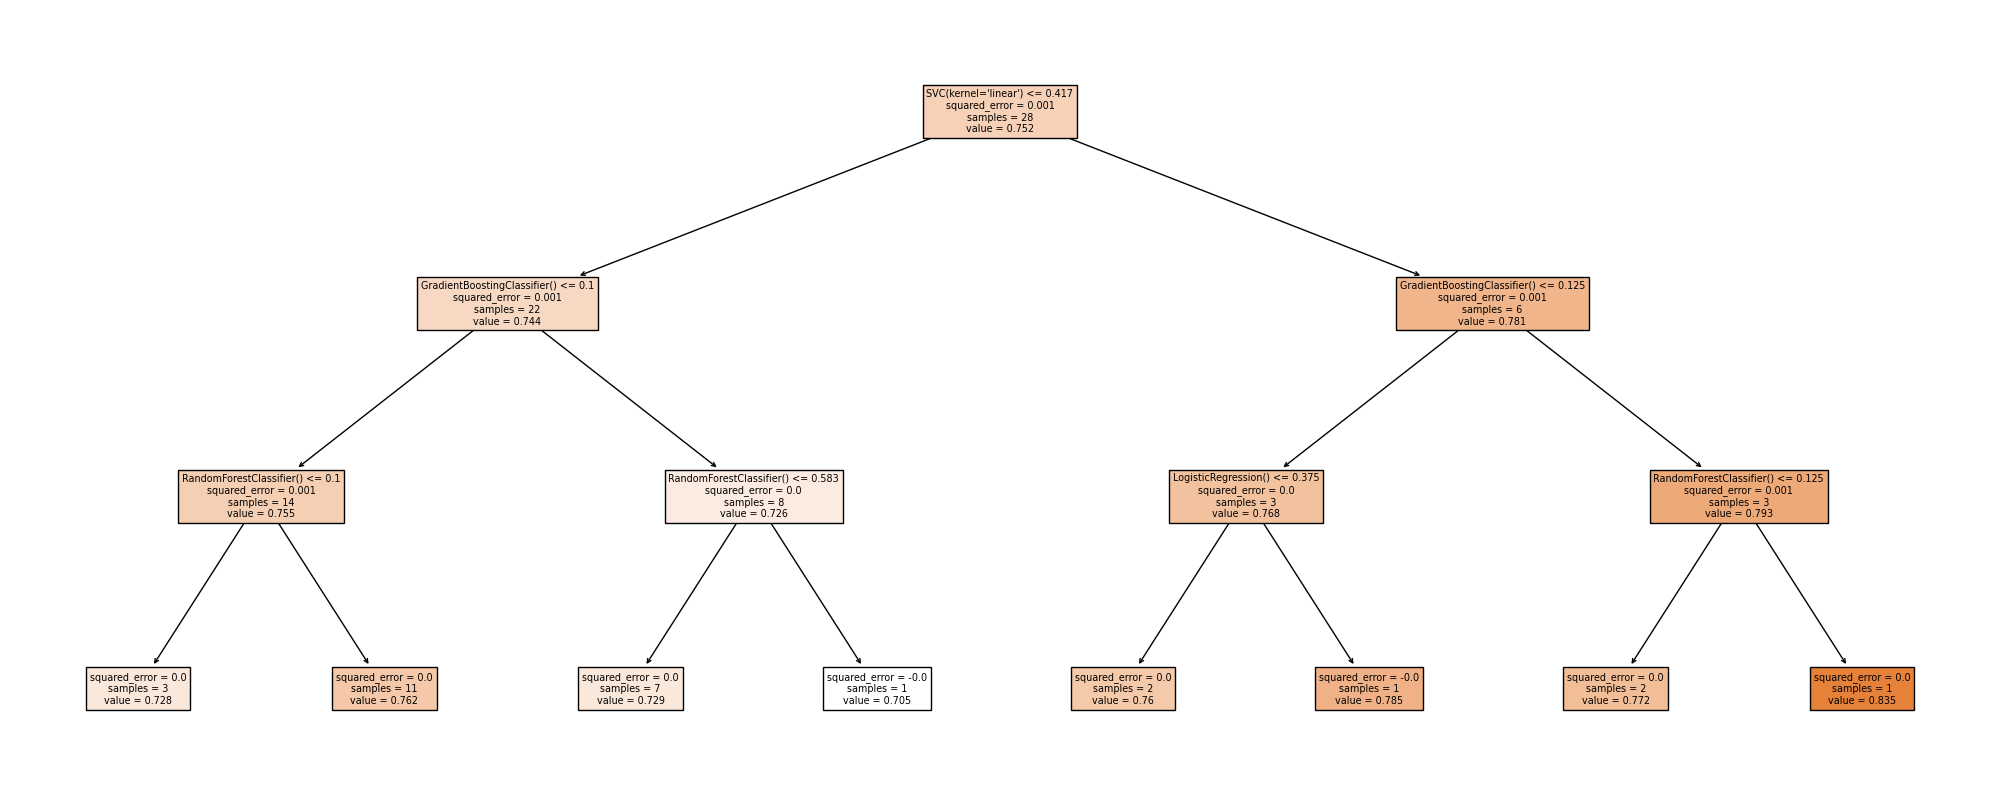 SVC(kernel='linear') <= 0.417
squared_error = 0.001
samples = 28
value = 0.752
GradientBoostingClassifier() <= 0.1
squared_error = 0.001
samples = 22
value = 0.744
GradientBoostingClassifier() <= 0.125
squared_error = 0.001
samples = 6
value = 0.781
RandomForestClassifier() <= 0.1
squared_error = 0.001
samples = 14
value = 0.755
RandomForestClassifier() <= 0.583
squared_error = 0.0
samples = 8
value = 0.726
LogisticRegression() <= 0.375
squared_error = 0.0
samples = 3
value = 0.768
RandomForestClassifier() <= 0.125
squared_error = 0.001
samples = 3
value = 0.793
squared_error = 0.0
samples = 3
value = 0.728
squared_error = 0.0
samples = 11
value = 0.762
squared_error = 0.0
samples = 7
value = 0.729
squared_error = -0.0
samples = 1
value = 0.705
squared_error = 0.0
samples = 2
value = 0.76
squared_error = -0.0
samples = 1
value = 0.785
squared_error = 0.0
samples = 2
value = 0.772
squared_error = 0.0
samples = 1
value = 0.835